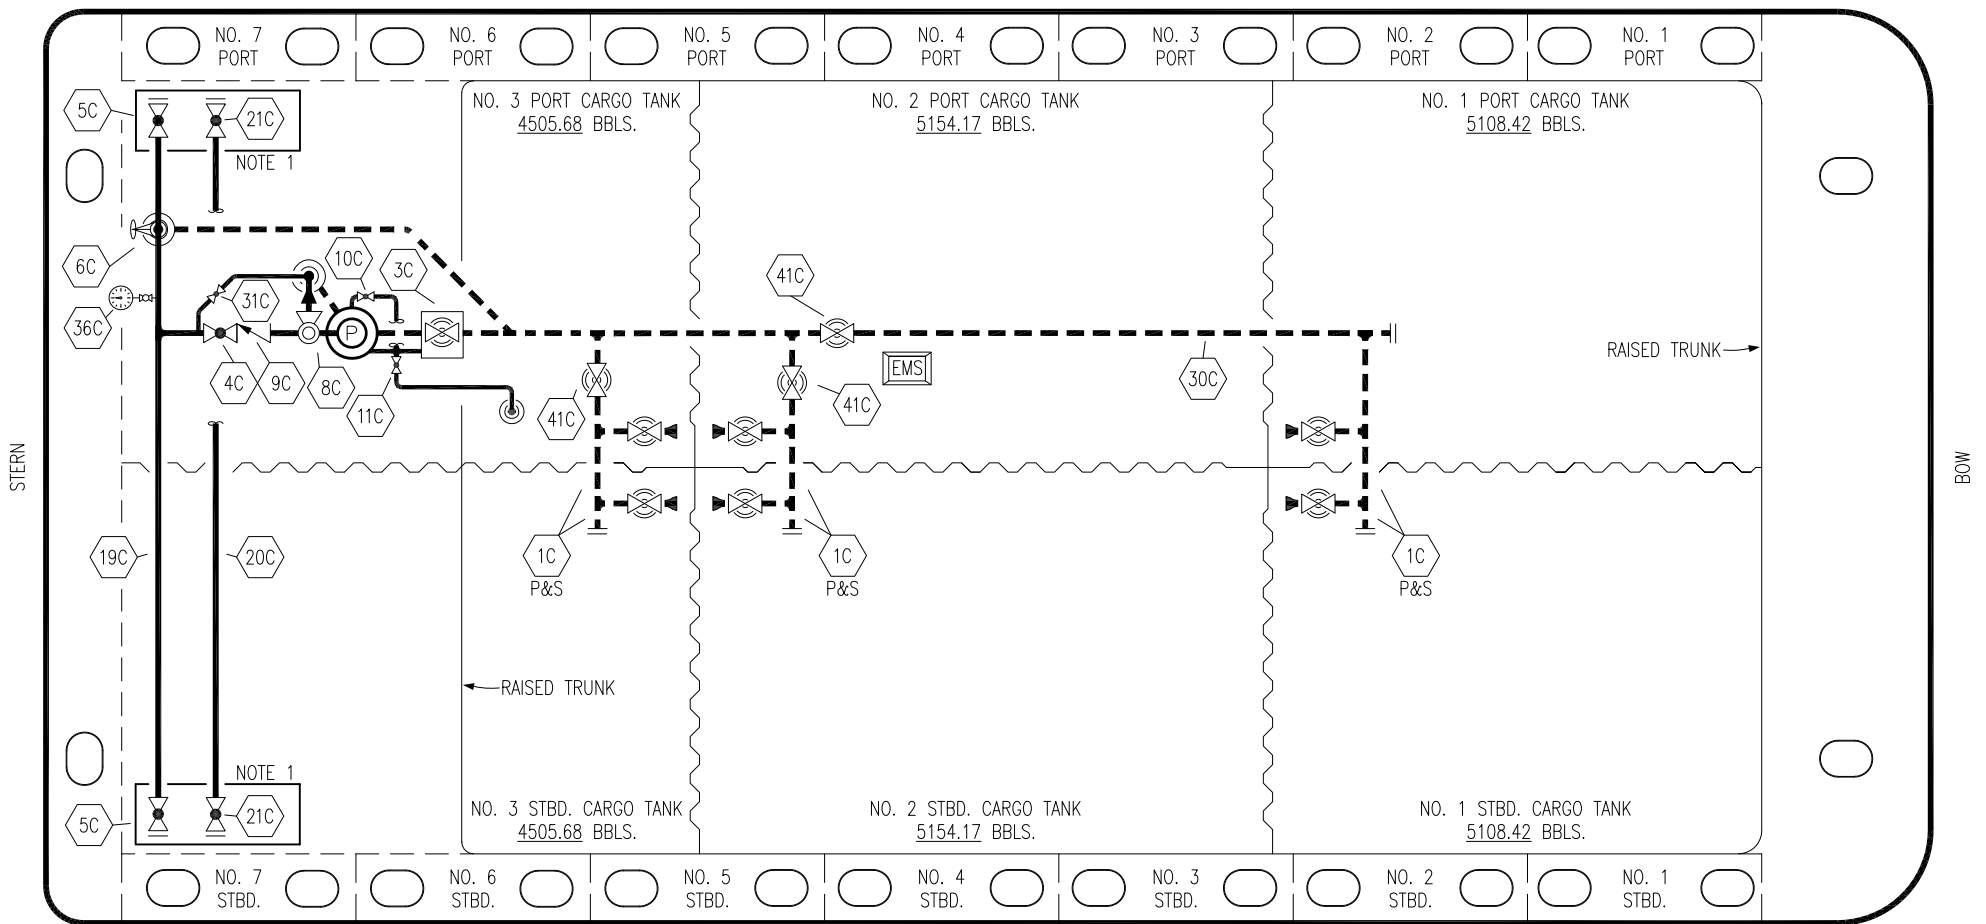 NO. 7
PORT
NO. 6
PORT
NO. 5
PORT
NO. 4
PORT
NO. 3
PORT
NO. 2
PORT
NO. 1
PORT
NO. 3 PORT CARGO TANK
4505.68 BBLS.
NO. 2 PORT CARGO TANK
5154.17 BBLS.
NO. 1 PORT CARGO TANK
5108.42 BBLS.
5C
21C
NOTE 1
6C
10C
3C
41C
31C
36C
P
RAISED TRUNK
EMS
4C
9C
8C
11C
41C
41C
30C
STERN
BOW
19C
20C
1C
P&S
1C
P&S
1C
P&S
RAISED TRUNK
NOTE 1
5C
21C
NO. 3 STBD. CARGO TANK
4505.68 BBLS.
NO. 2 STBD. CARGO TANK
5154.17 BBLS.
NO. 1 STBD. CARGO TANK
5108.42 BBLS.
NO. 7
STBD.
NO. 6
STBD.
NO. 5
STBD.
NO. 4
STBD.
NO. 3
STBD.
NO. 2
STBD.
NO. 1
STBD.